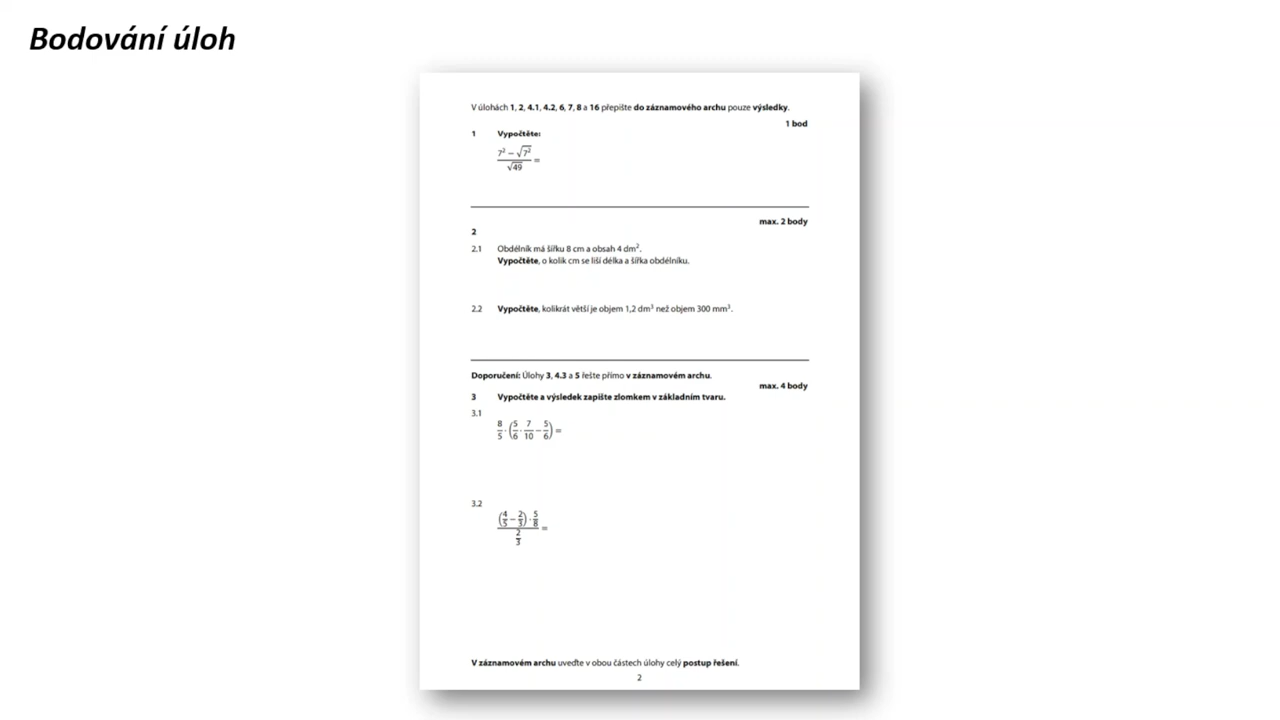 Bodování úloh
V úlohách 1, 2, 4.1, 4.2, 6, 7, 8 a 16 přepište do záznamového archu pouze výsledky.
1 bod
1 Vypočtěte:
7² − √7²
√49 =
max. 2 body
2
2.1 Obdélník má šířku 8 cm a obsah 4 dm².
Vypočtěte, o kolik cm se liší délka a šířka obdélníku.
2.2 Vypočtěte, kolikrát větší je objem 1,2 dm³ než objem 300 mm³.
Doporučení: Úlohy 3, 4.3 a 5 řešte přímo v záznamovém archu.
max. 4 body
3 Vypočtěte a výsledek zapište zlomkem v základním tvaru.
3.1
8/5 · (5/6 · 7/10 − 5/6) =
3.2
(4/5 − 2/3) · 5/8
2/3 =
V záznamovém archu uveďte v obou částech úlohy celý postup řešení.
2